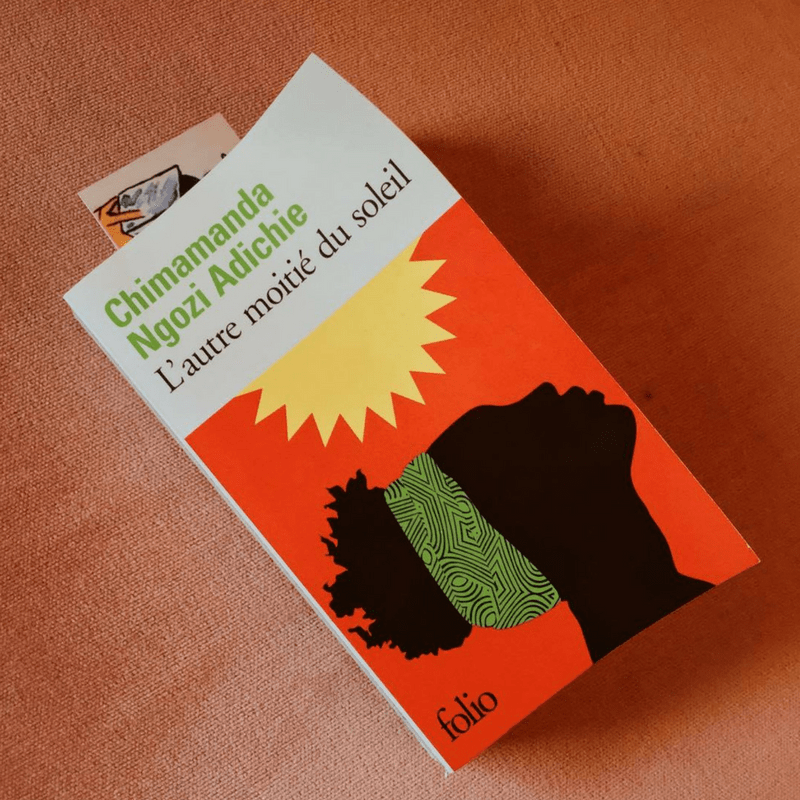 Chimamanda
Ngozi Adichie
L'autre moitié du soleil
folio